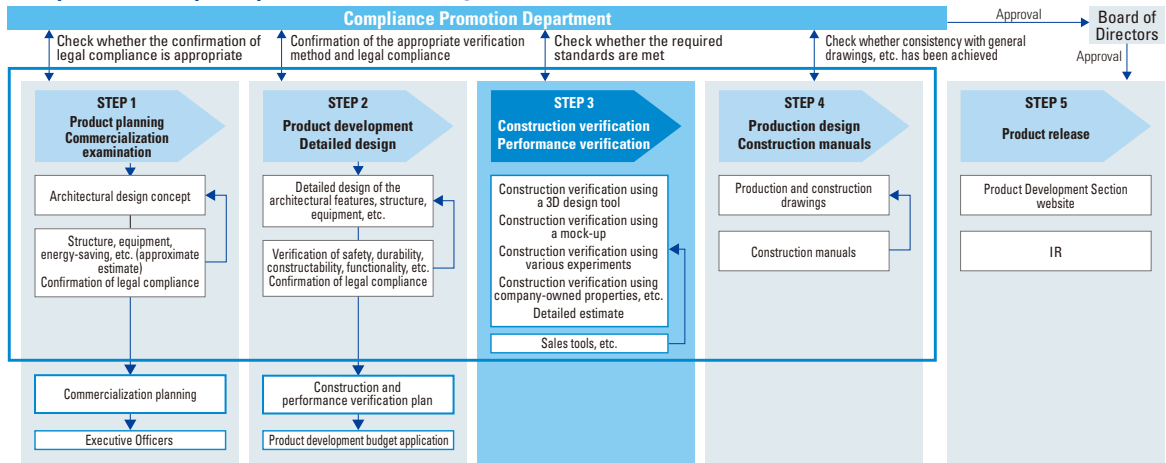 Compliance Promotion Department
Approval
Board of
Directors
Approval
Check whether the confirmation of
legal compliance is appropriate
Confirmation of the appropriate verification
method and legal compliance
Check whether the required
standards are met
Check whether consistency with general
drawings, etc. has been achieved
STEP 1
Product planning
Commercialization
examination
Architectural design concept
Structure, equipment,
energy-saving, etc. (approximate
estimate)
Confirmation of legal compliance
Commercialization planning
Executive Officers
STEP 2
Product development
Detailed design
Detailed design of the
architectural features, structure,
equipment, etc.
Verification of safety, durability,
constructability, functionality, etc.
Confirmation of legal compliance
Construction and
performance verification plan
Product development budget application
STEP 3
Construction verification
Performance verification
Construction verification using
a 3D design tool
Construction verification using
a mock-up
Construction verification using
various experiments
Construction verification using
company-owned properties, etc.
Detailed estimate
Sales tools, etc.
STEP 4
Production design
Construction manuals
Production and construction
drawings
Construction manuals
STEP 5
Product release
Product Development Section
website
IR